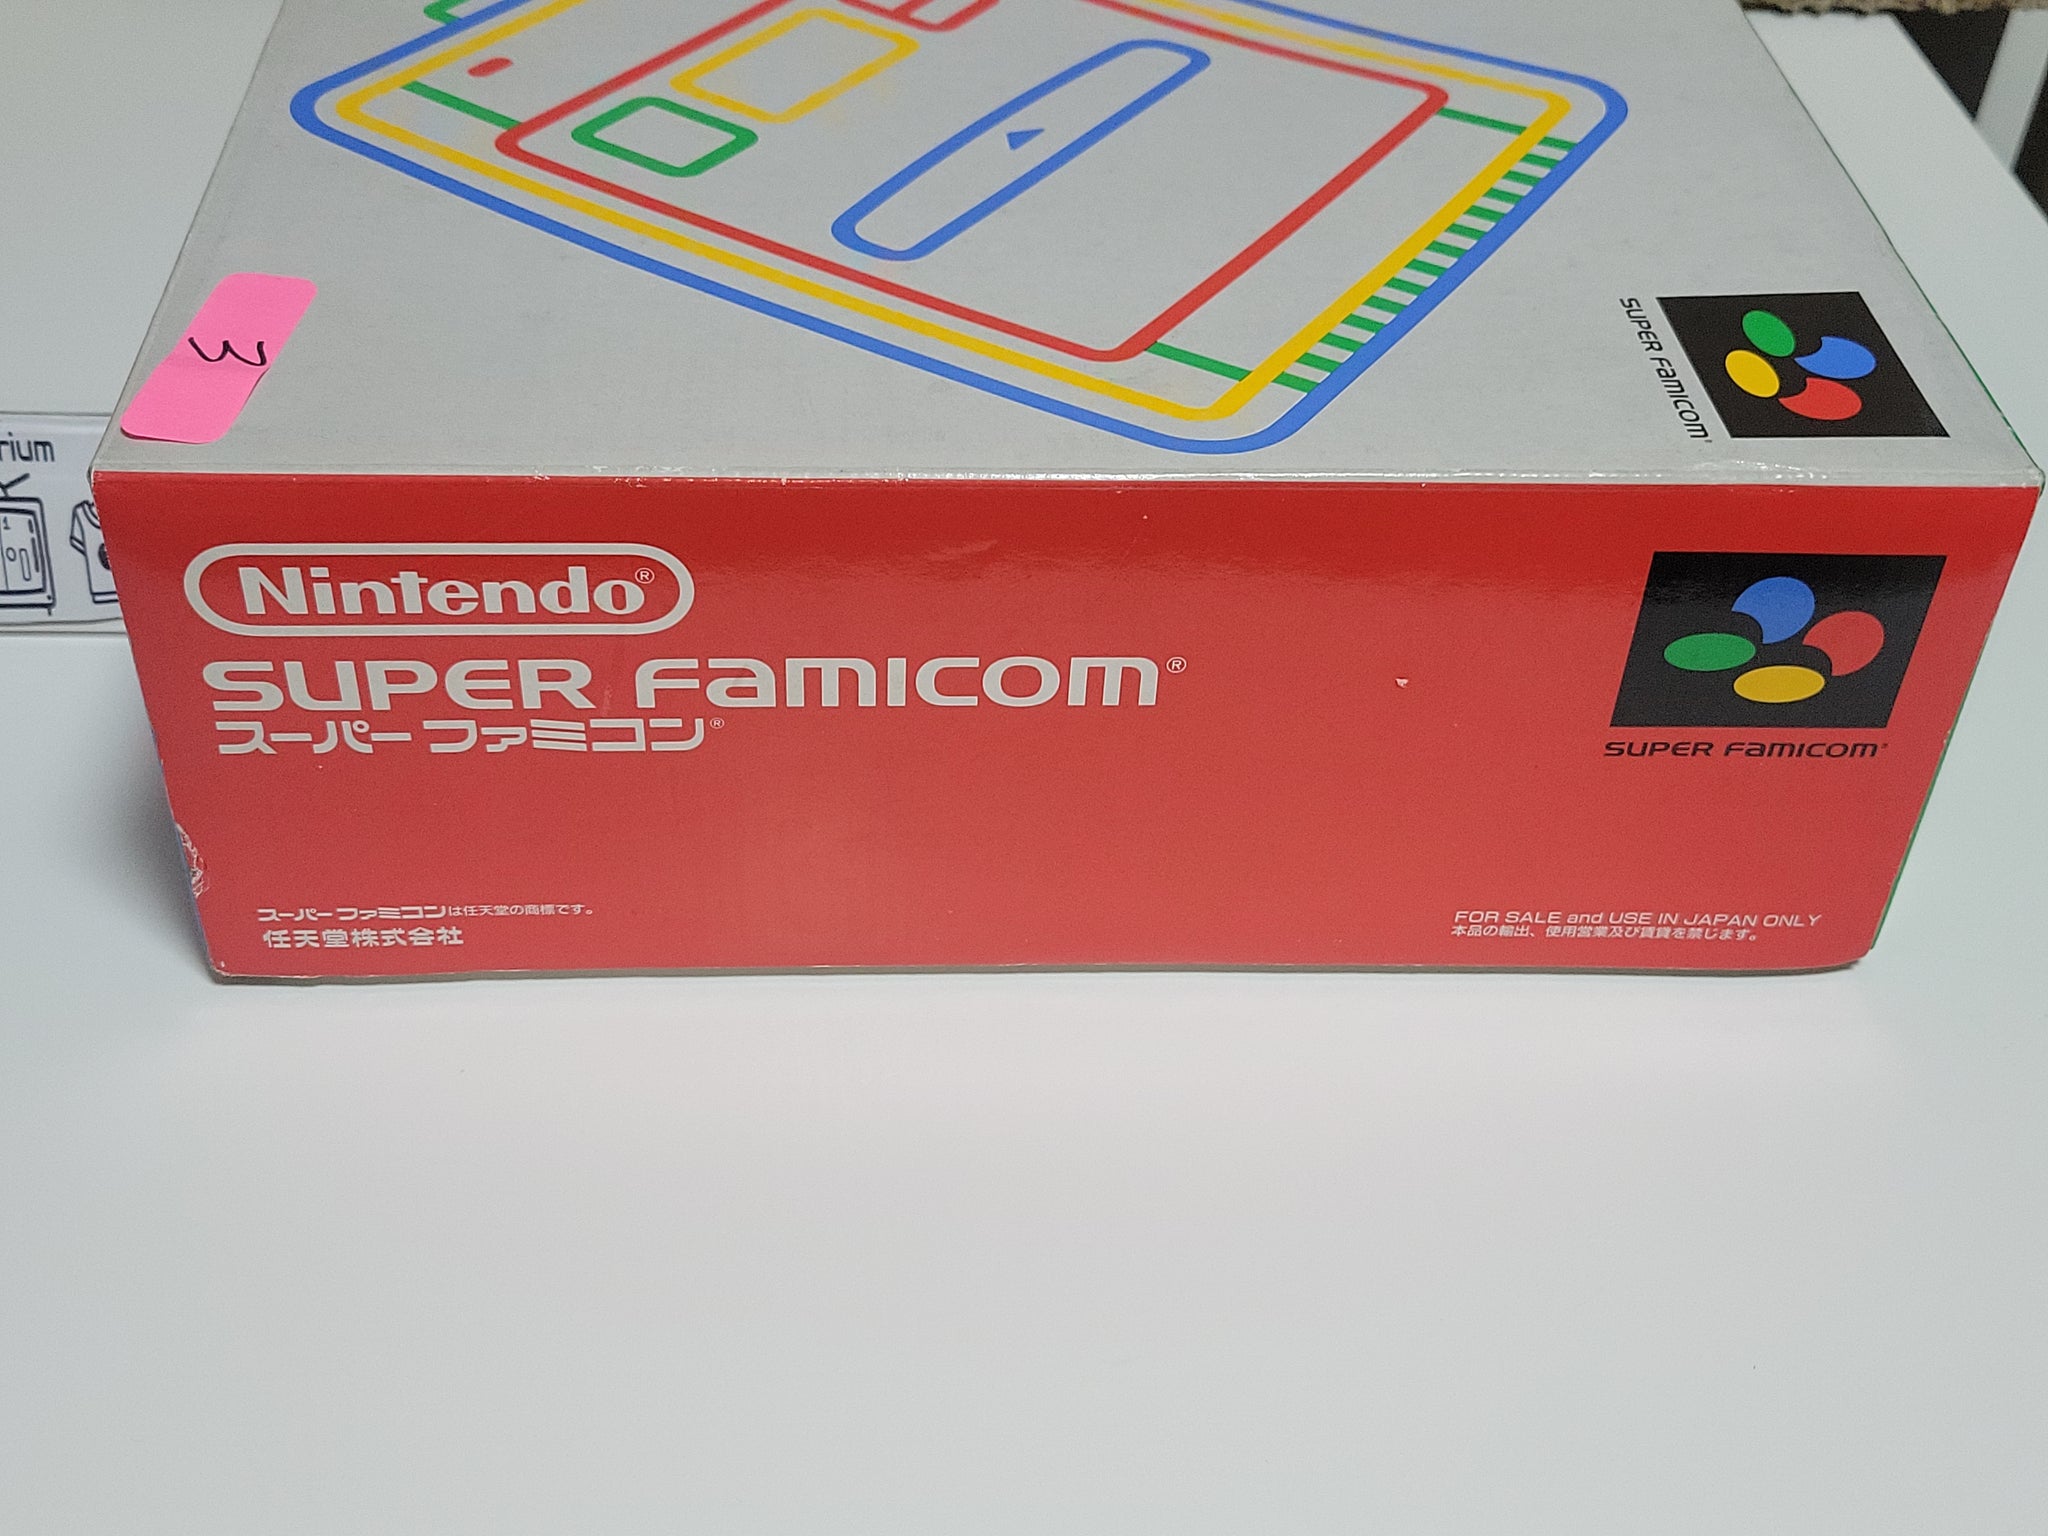 3
SUPER FAMICOM
rium
K
Nintendo®
SUPER FAMICOM®
スーパーファミコン®
SUPER FAMICOM
スーパーファミコンは任天堂の商標です。
任天堂株式会社
FOR SALE and USE IN JAPAN ONLY
本品の輸出、使用営業及び賃貸を禁じます。